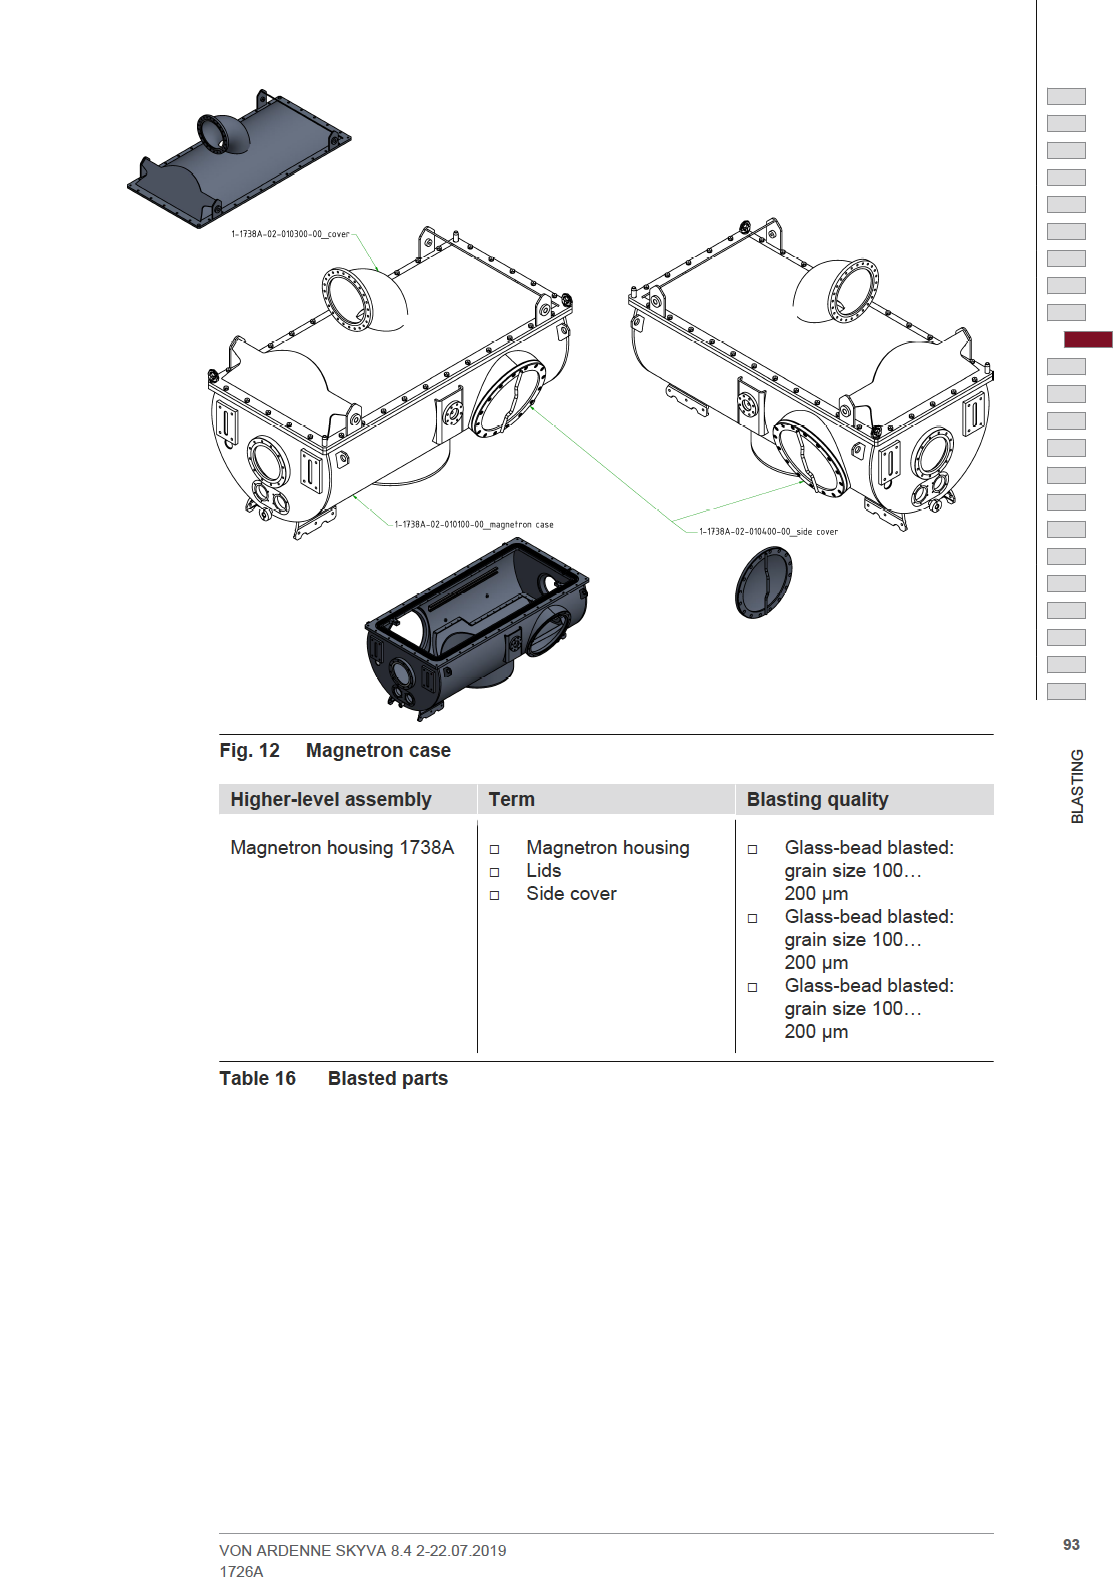 1-1738A-02-010300-00_cover
1-1738A-02-010100-00_magnetron case
1-1738A-02-010400-00_side cover
Fig. 12 Magnetron case
Higher-level assembly Term Blasting quality
Magnetron housing 1738A
□ Magnetron housing
□ Lids
□ Side cover
□ Glass-bead blasted:
grain size 100…
200 µm
□ Glass-bead blasted:
grain size 100…
200 µm
□ Glass-bead blasted:
grain size 100…
200 µm
Table 16 Blasted parts
BLASTING
VON ARDENNE SKYVA 8.4 2-22.07.2019
1726A
93